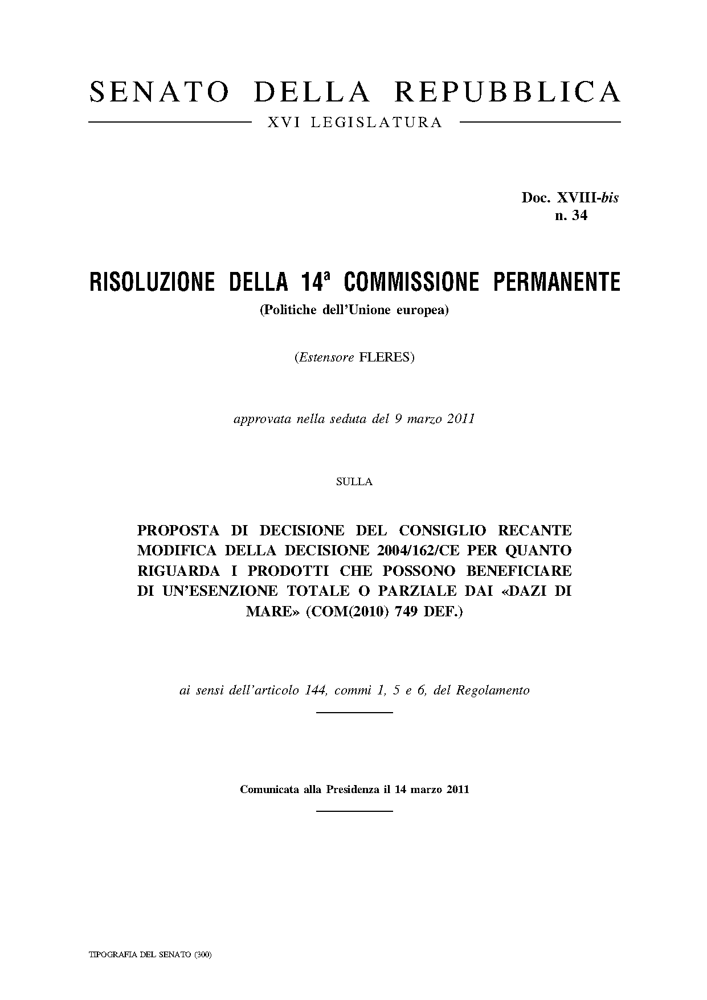 SENATO DELLA REPUBBLICA
XVI LEGISLATURA
Doc. XVIII-bis
n. 34
RISOLUZIONE DELLA 14ª COMMISSIONE PERMANENTE
(Politiche dell’Unione europea)
(Estensore FLERES)
approvata nella seduta del 9 marzo 2011
SULLA
PROPOSTA DI DECISIONE DEL CONSIGLIO RECANTE
MODIFICA DELLA DECISIONE 2004/162/CE PER QUANTO
RIGUARDA I PRODOTTI CHE POSSONO BENEFICIARE
DI UN’ESENZIONE TOTALE O PARZIALE DAI «DAZI DI
MARE» (COM(2010) 749 DEF.)
ai sensi dell’articolo 144, commi 1, 5 e 6, del Regolamento
Comunicata alla Presidenza il 14 marzo 2011
TIPOGRAFIA DEL SENATO (300)